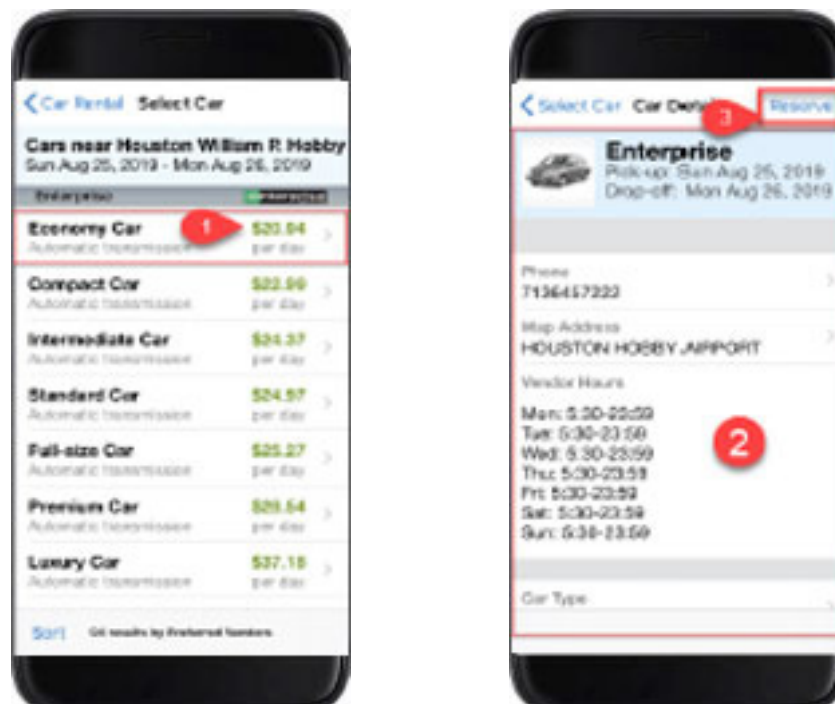 Car Rental Select Car
Cars near Houston William P. Hobby
Sun Aug 25, 2019 - Mon Aug 26, 2019
Enterprise
Economy Car 1 $20.94
Automatic transmission per day
Compact Car $22.99
Automatic transmission per day
Intermediate Car $24.37
Automatic transmission per day
Standard Car $24.97
Automatic transmission per day
Full-size Car $25.27
Automatic transmission per day
Premium Car
Automatic transmission per day
Luxury Car
Automatic transmission per day
Sort results by Preferred Vendors
Select Car Car Det 3 Reserve
Enterprise
Pick-up: Sun Aug 25, 2019
Drop-off: Mon Aug 26, 2019
Phone
7136457222
Map Address
HOUSTON HOBBY AIRPORT
Vendor Hours
Mon: 5:30-23:59
Tue: 5:30-23:59
Wed: 5:30-23:59
Thu: 5:30-23:59
Fri: 5:30-23:59
Sat: 5:30-23:59
Sun: 5:30-23:59
2
Car Type